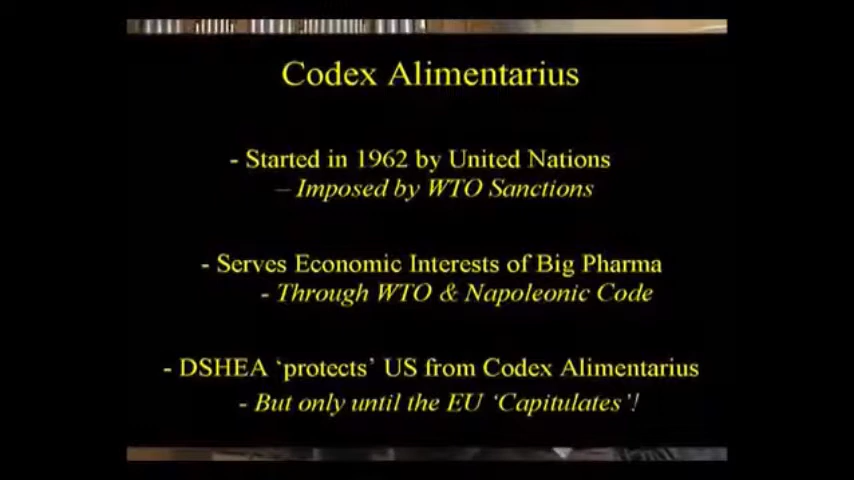 Codex Alimentarius
- Started in 1962 by United Nations
– Imposed by WTO Sanctions
- Serves Economic Interests of Big Pharma
- Through WTO & Napoleonic Code
- DSHEA ‘protects’ US from Codex Alimentarius
- But only until the EU ‘Capitulates’!